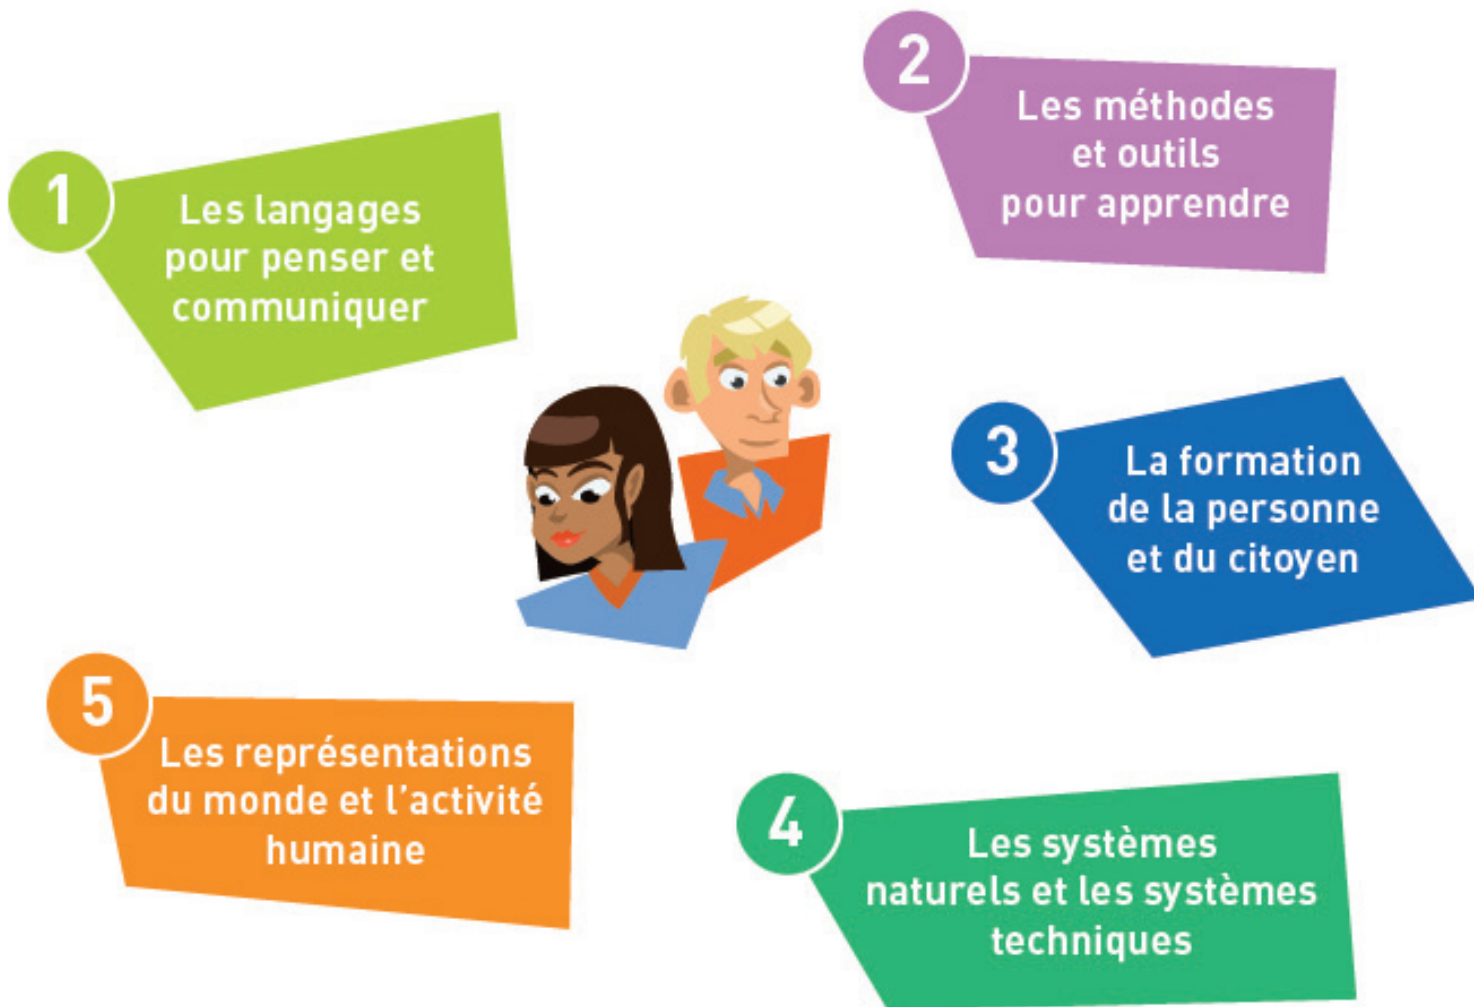 1
Les langages
pour penser et
communiquer
2
Les méthodes
et outils
pour apprendre
3
La formation
de la personne
et du citoyen
4
Les systèmes
naturels et les systèmes
techniques
5
Les représentations
du monde et l'activité
humaine